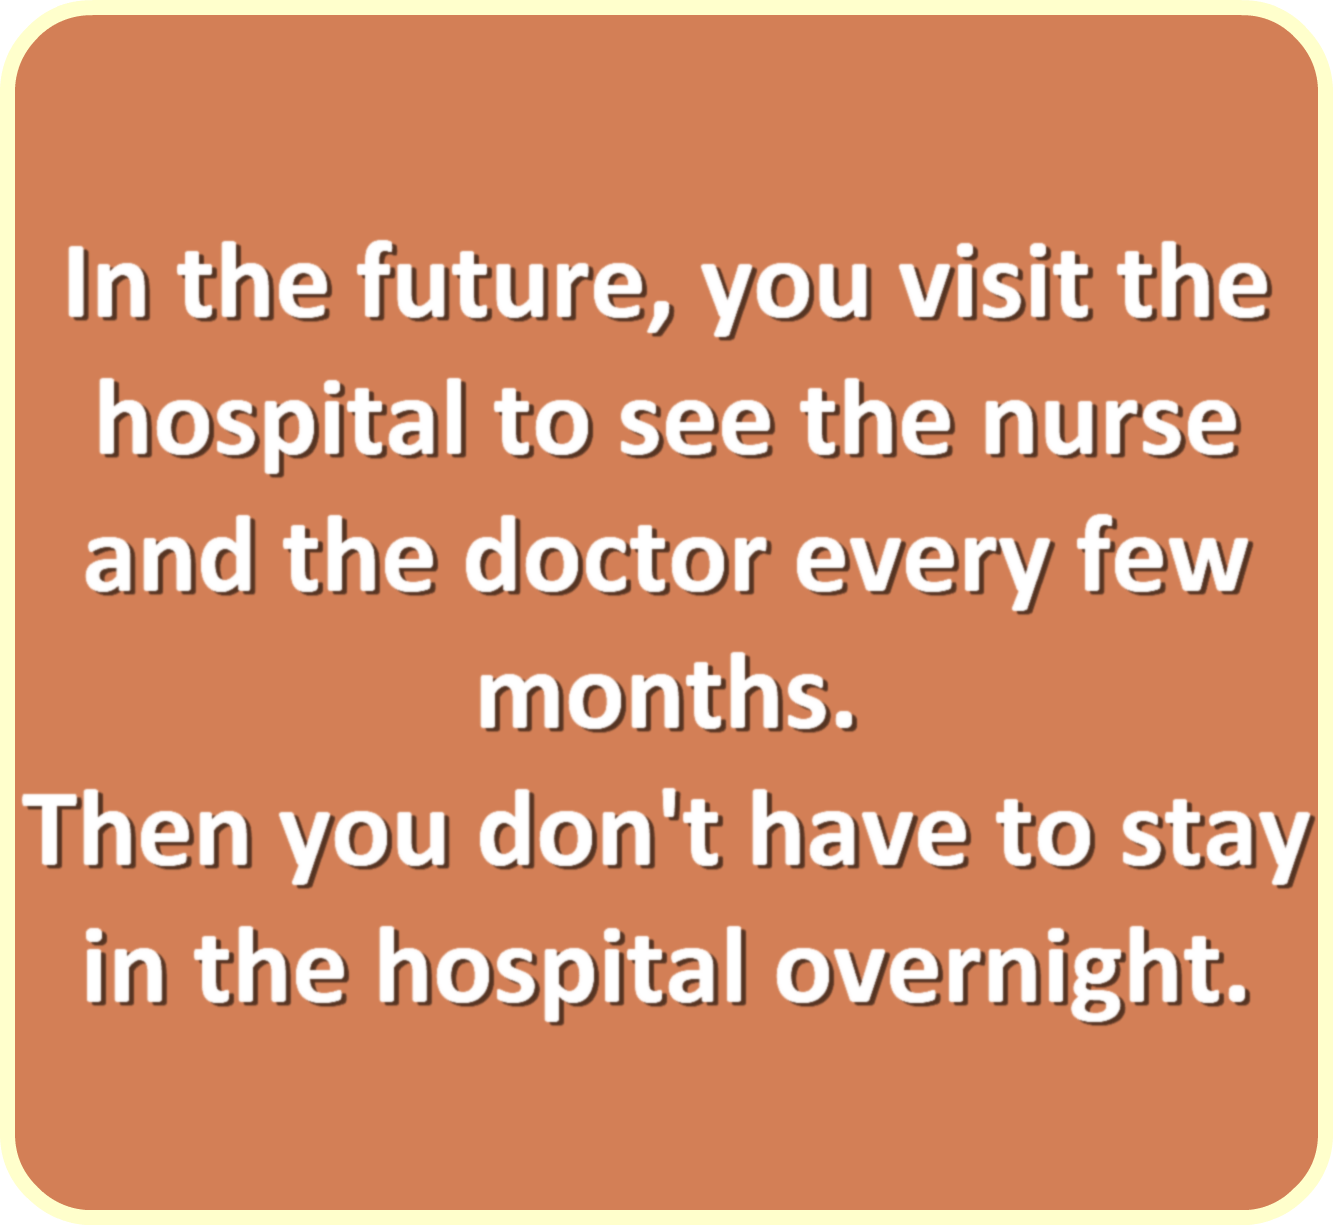 In the future, you visit the
hospital to see the nurse
and the doctor every few
months.
Then you don't have to stay
in the hospital overnight.